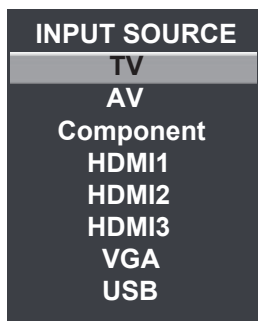 INPUT SOURCE
TV
AV
Component
HDMI1
HDMI2
HDMI3
VGA
USB